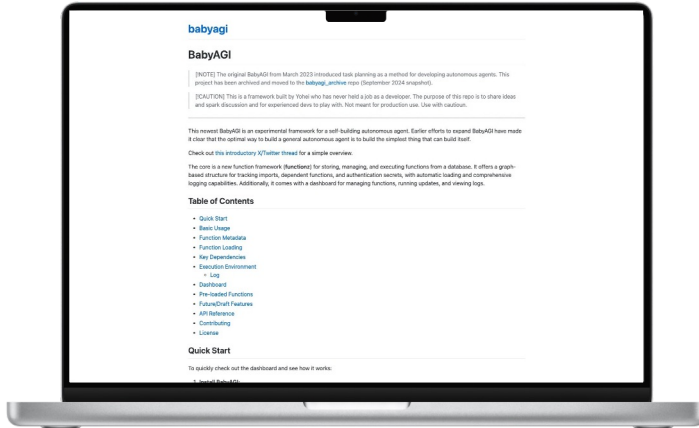 babyagi
BabyAGI
[!NOTE] The original BabyAGI from March 2023 introduced task planning as a method for developing autonomous agents. This
project has been archived and moved to the babyagi_archive repo (September 2024 snapshot).
[!CAUTION] This is a framework built by Yohei who has never held a job as a developer. The purpose of this repo is to share ideas
and spark discussion and for experienced devs to play with. Not meant for production use. Use with cautioun.
This newest BabyAGI is an experimental framework for a self-building autonomous agent. Earlier efforts to expand BabyAGI have made
it clear that the optimal way to build a general autonomous agent is to build the simplest thing that can build itself.
Check out this introductory X/Twitter thread for a simple overview.
The core is a new function framework (functionz) for storing, managing, and executing functions from a database. It offers a graph-
based structure for tracking imports, dependent functions, and authentication secrets, with automatic loading and comprehensive
logging capabilities. Additionally, it comes with a dashboard for managing functions, running updates, and viewing logs.
Table of Contents
• Quick Start
• Basic Usage
• Function Metadata
• Function Loading
• Key Dependencies
• Execution Environment
◦ Log
• Dashboard
• Pre-loaded Functions
• Future/Draft Features
• API Reference
• Contributing
• License
Quick Start
To quickly check out the dashboard and see how it works:
1. Install BabyAGI: